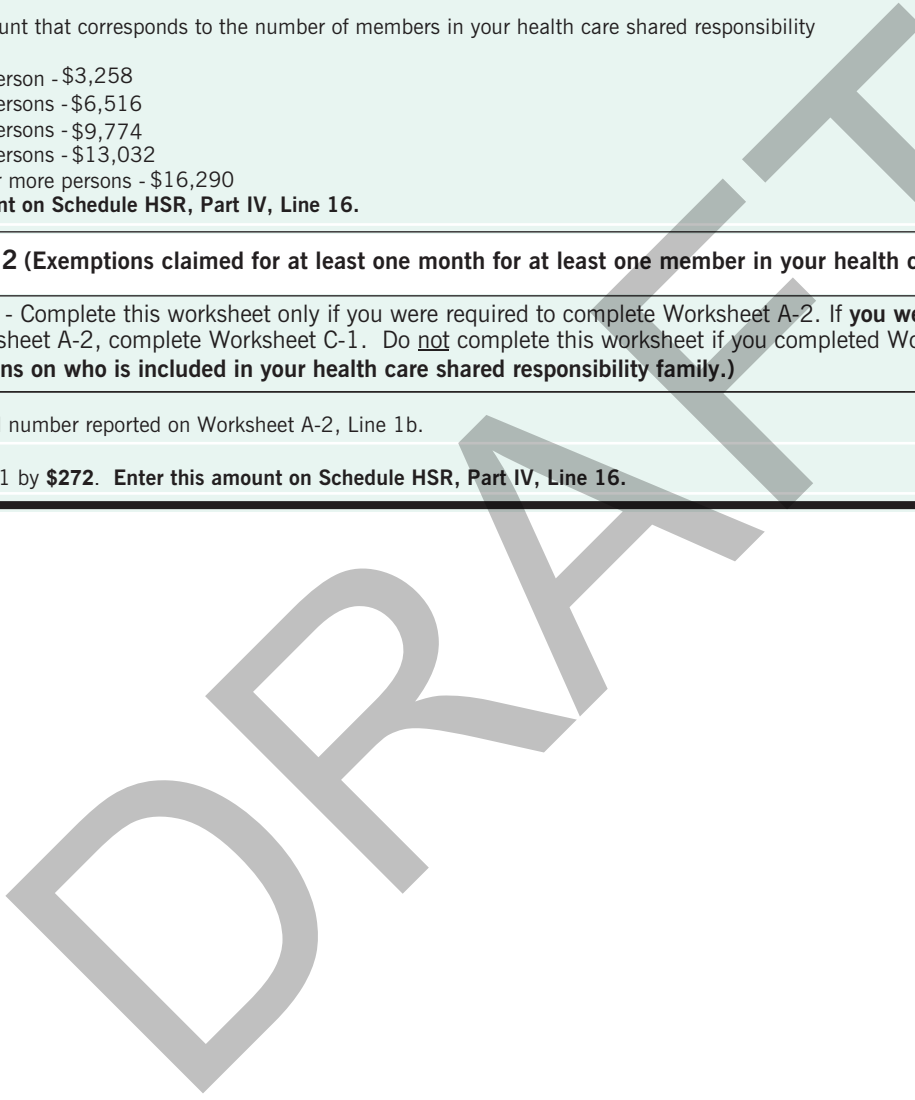 unt that corresponds to the number of members in your health care shared responsibility
erson - $3,258
ersons - $6,516
ersons - $9,774
ersons - $13,032
r more persons - $16,290
nt on Schedule HSR, Part IV, Line 16.
2 (Exemptions claimed for at least one month for at least one member in your health c
- Complete this worksheet only if you were required to complete Worksheet A-2. If you we
sheet A-2, complete Worksheet C-1. Do not complete this worksheet if you completed Wo
ns on who is included in your health care shared responsibility family.)
l number reported on Worksheet A-2, Line 1b.
1 by $272. Enter this amount on Schedule HSR, Part IV, Line 16.
DRAFT